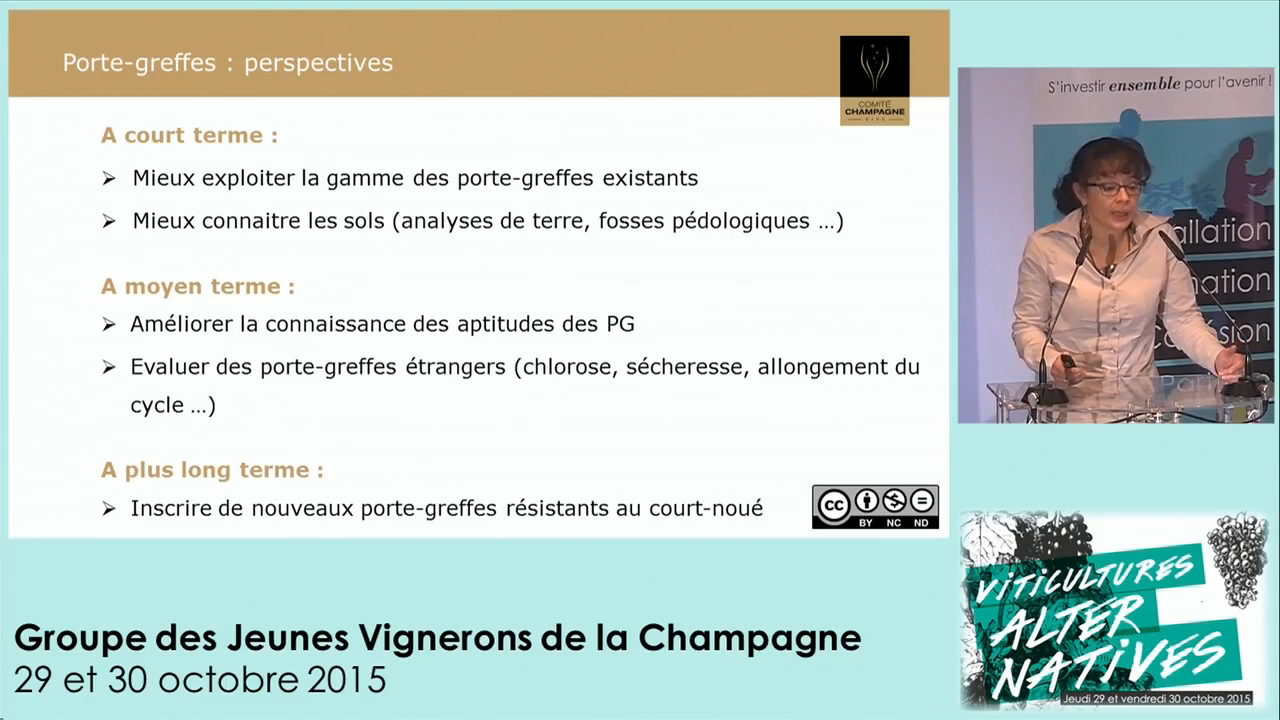 Porte-greffes : perspectives
COMITÉ
CHAMPAGNE
A court terme :
Mieux exploiter la gamme des porte-greffes existants
Mieux connaitre les sols (analyses de terre, fosses pédologiques ...)
A moyen terme :
Améliorer la connaissance des aptitudes des PG
Evaluer des porte-greffes étrangers (chlorose, sécheresse, allongement du
cycle ...)
A plus long terme :
Inscrire de nouveaux porte-greffes résistants au court-noué
cc
BY NC ND
S'investir ensemble pour l'avenir !
allation
ation
sion
Groupe des Jeunes Vignerons de la Champagne
29 et 30 octobre 2015
VITICULTURES
ALTER
NATIVES
Jeudi 29 et vendredi 30 octobre 2015